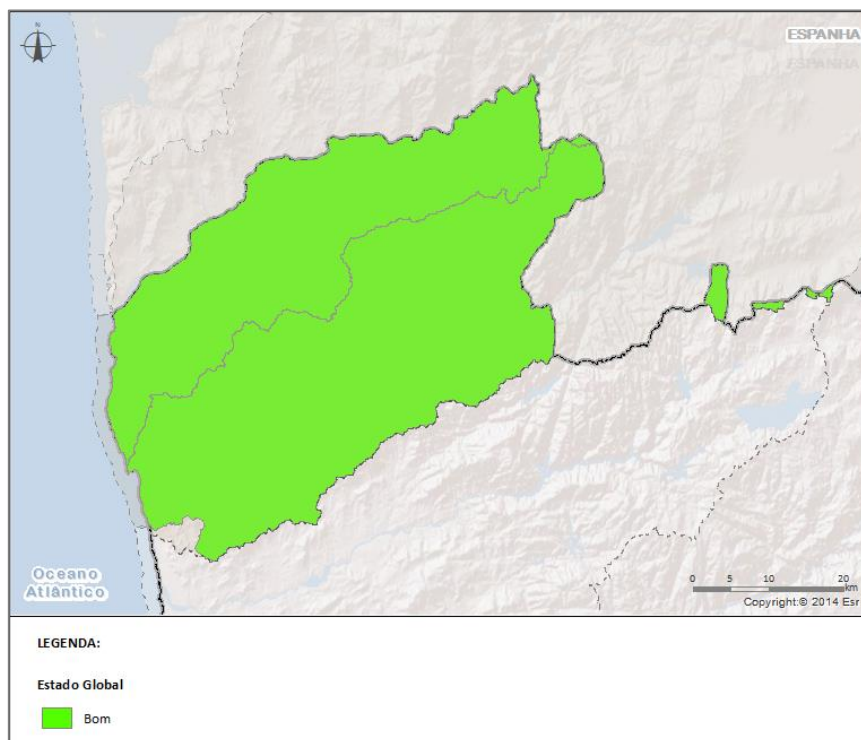 N
ESPANHA
ESPANHA
Oceano
Atlântico
0 5 10 20
km
Copyright:© 2014 Esr
LEGENDA:
Estado Global
Bom